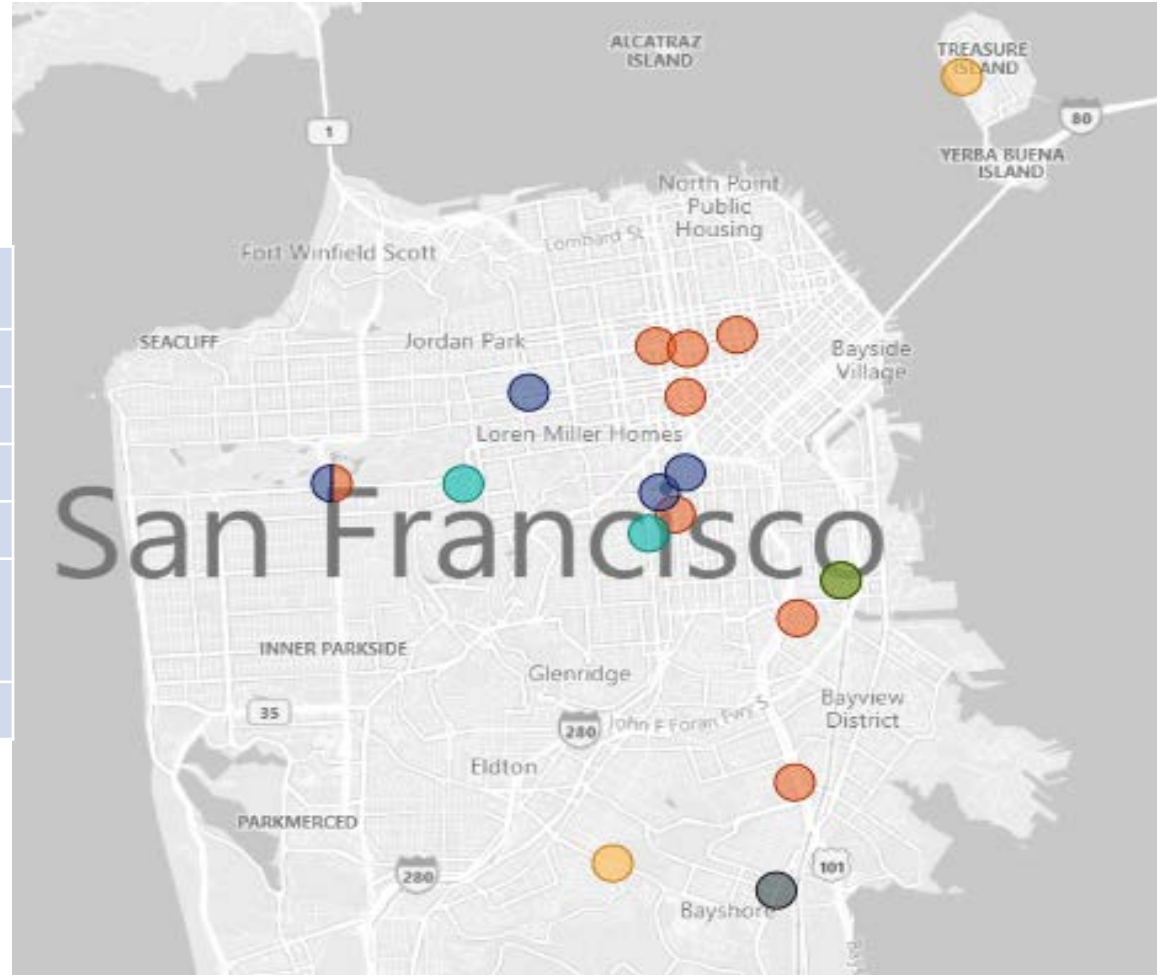 ALCATRAZ
ISLAND
TREASURE
ISLAND
1
80
YERBA BUENA
ISLAND
North Point
Public
Housing
Lombard St
Fort Winfield Scott
SEACLIFF
Jordan Park
Bayside
Village
Loren Miller Homes
San Francisco
INNER PARKSIDE
Glenridge
35
280
John F Foran Fwy S
Bayview
District
Eldton
PARKMERCED
280
101
Bayshore